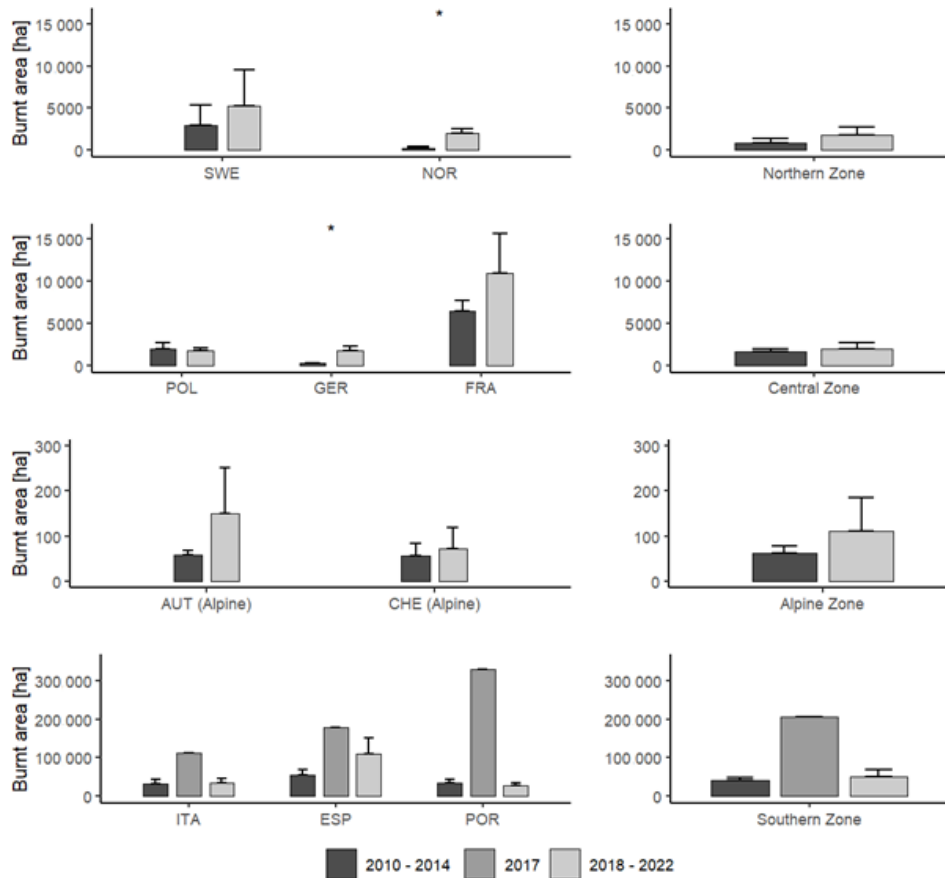 Burnt area [ha]
15 000
10 000
5000
0
*
SWE NOR
15 000
10 000
5000
0
Northern Zone
Burnt area [ha]
15 000
10 000
5000
0
*
POL GER FRA
15 000
10 000
5000
0
Central Zone
Burnt area [ha]
300
200
100
0
AUT (Alpine) CHE (Alpine)
300
200
100
0
Alpine Zone
Burnt area [ha]
300 000
200 000
100 000
0
ITA ESP POR
300 000
200 000
100 000
0
Southern Zone
2010 - 2014 2017 2018 - 2022